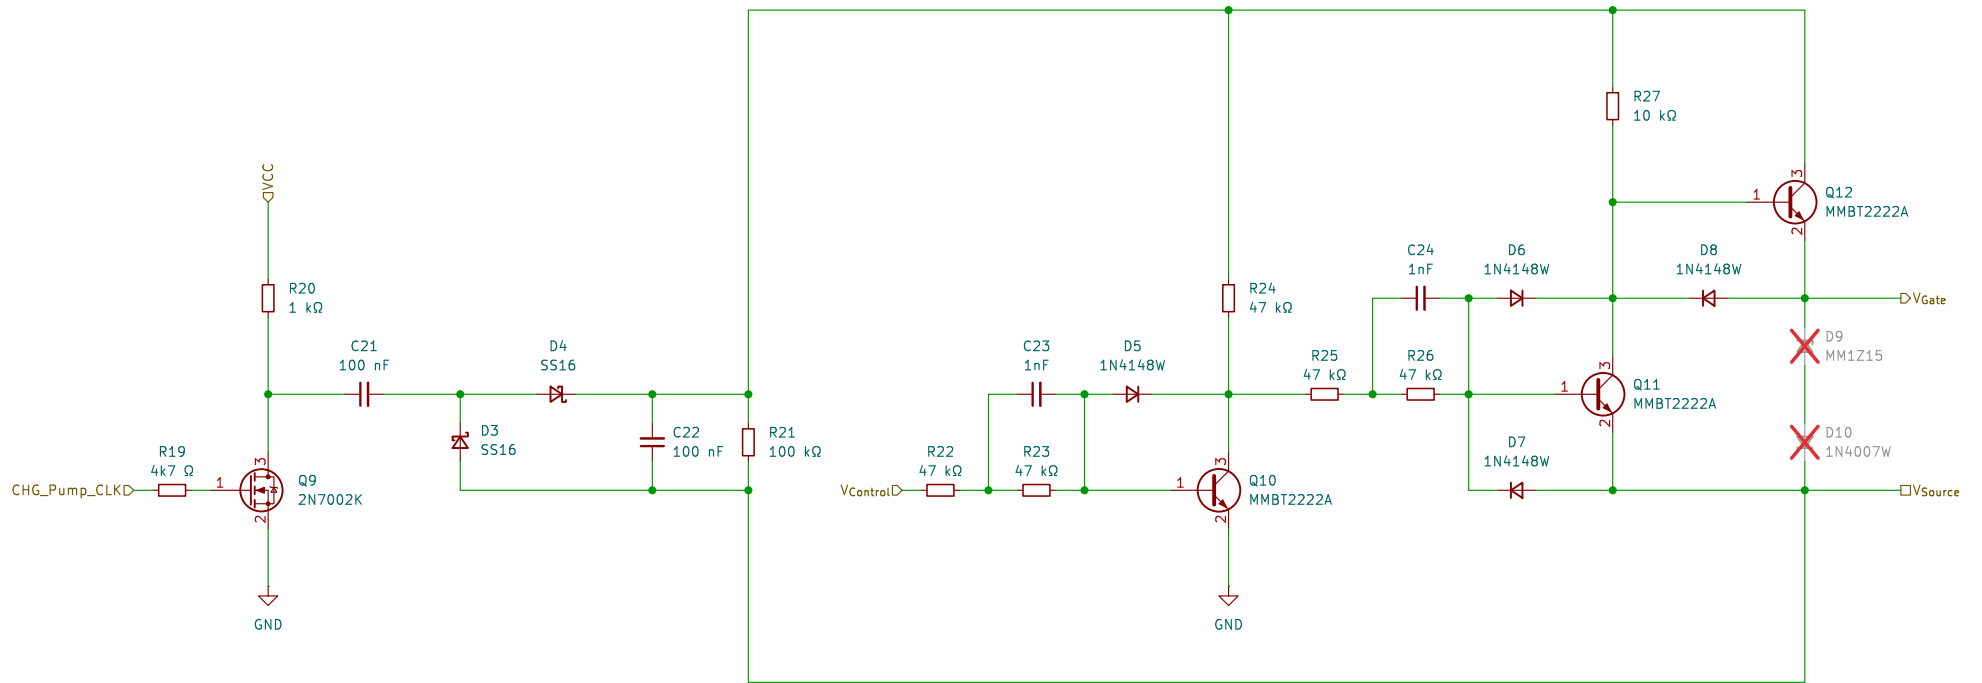 VCC
R20
1 kΩ
CHG_Pump_CLK
R19
4k7 Ω
1
3
2
Q9
2N7002K
GND
C21
100 nF
D3
SS16
D4
SS16
C22
100 nF
R21
100 kΩ
VControl
R22
47 kΩ
C23
1nF
R23
47 kΩ
D5
1N4148W
R24
47 kΩ
1
3
2
Q10
MMBT2222A
GND
R25
47 kΩ
C24
1nF
R26
47 kΩ
D6
1N4148W
D7
1N4148W
1
3
2
Q11
MMBT2222A
R27
10 kΩ
D8
1N4148W
1
3
2
Q12
MMBT2222A
VGate
D9
MM1Z15
D10
1N4007W
VSource